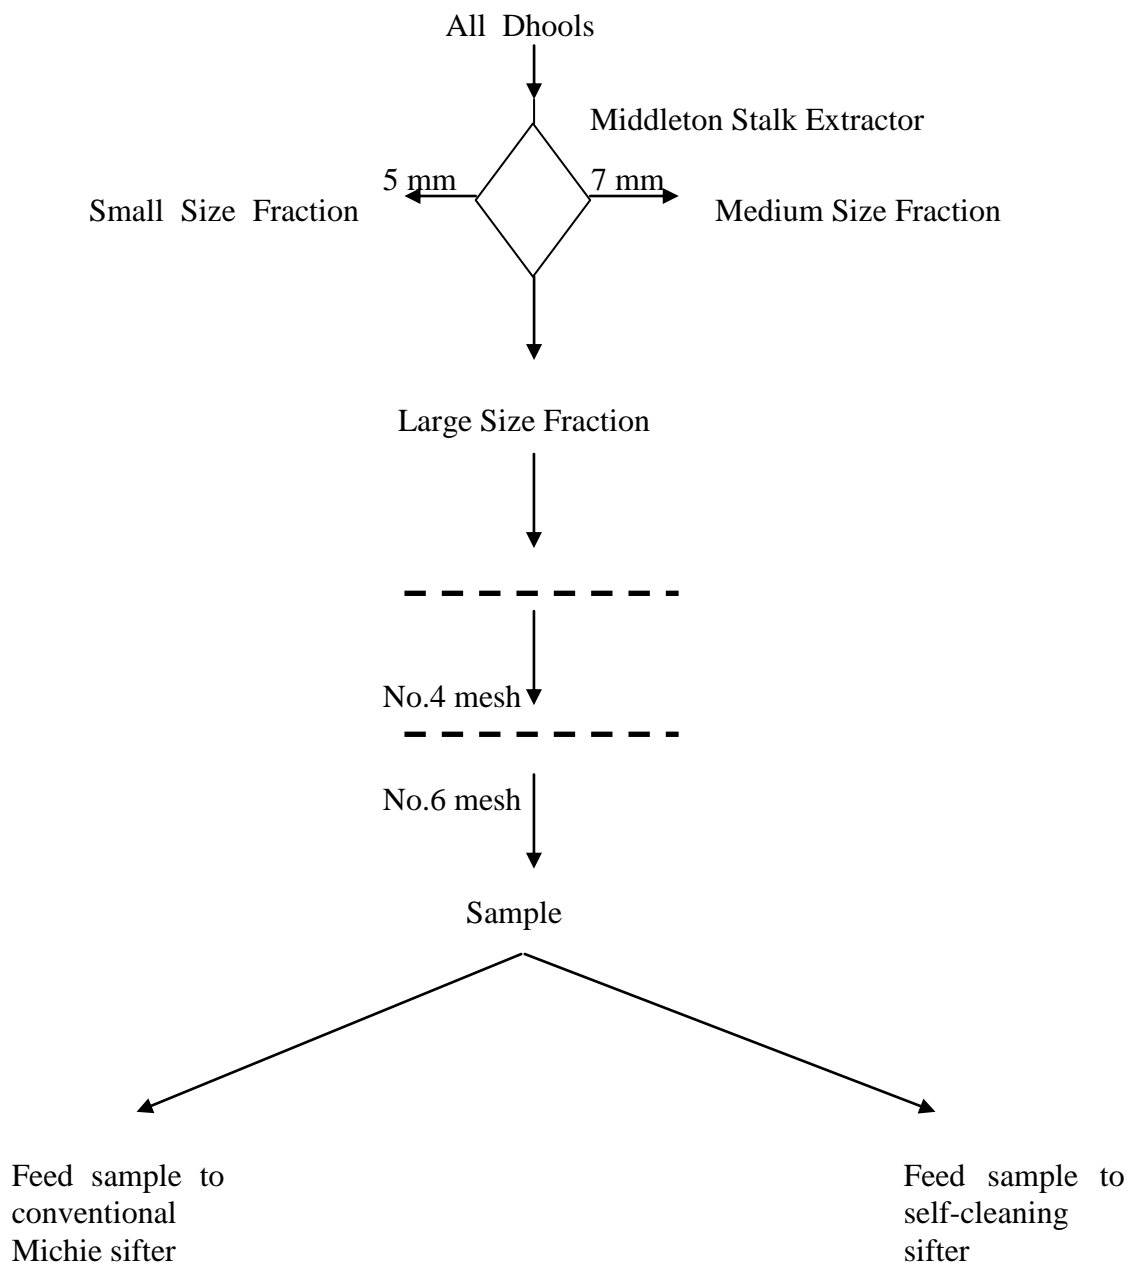 All Dhools
Middleton Stalk Extractor
5 mm
7 mm
Small Size Fraction
Medium Size Fraction
Large Size Fraction
No.4 mesh
No.6 mesh
Sample
Feed sample to
conventional
Michie sifter
Feed sample to
self-cleaning
sifter